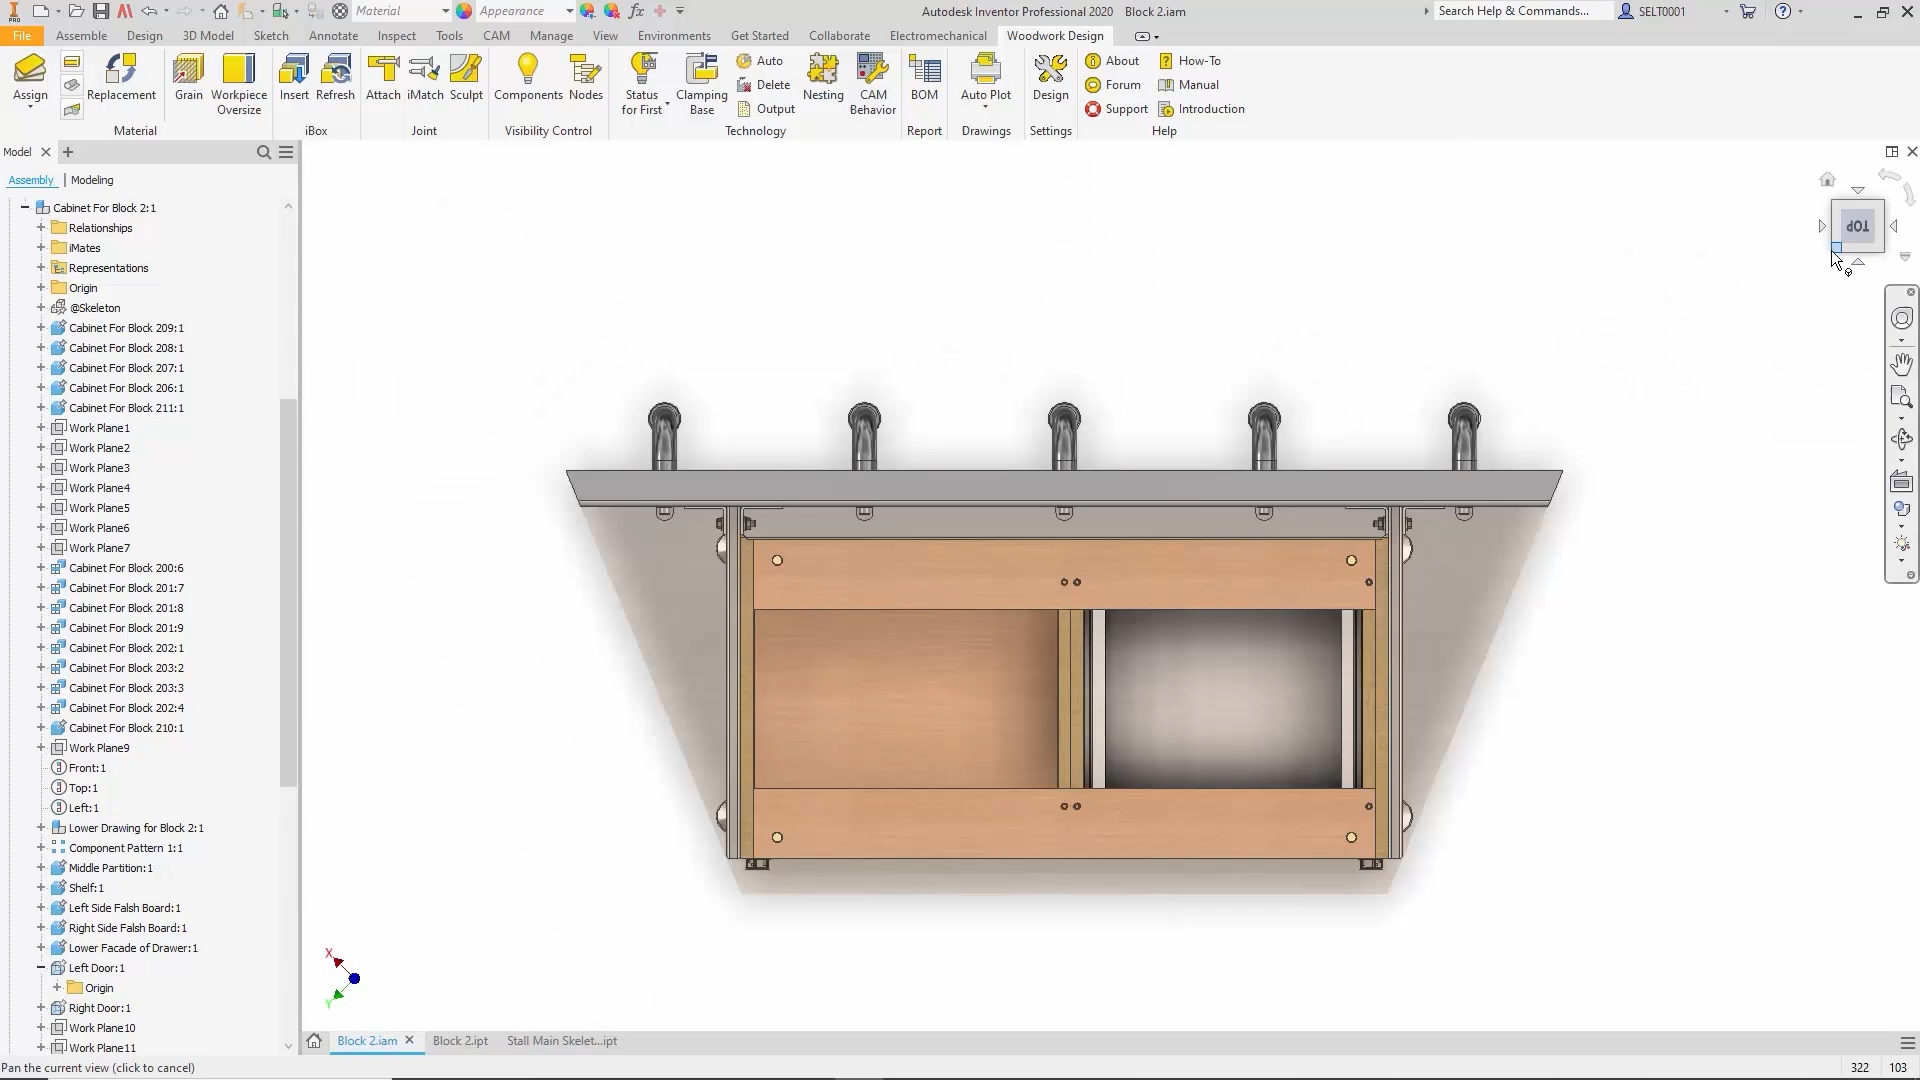 Material
Appearance
fx
Autodesk Inventor Professional 2020 Block 2.iam
Search Help & Commands...
SELT0001
File Assemble Design 3D Model Sketch Annotate Inspect Tools CAM Manage View Environments Get Started Collaborate Electromechanical Woodwork Design
Assign
Replacement
Grain
Workpiece
Oversize
Insert
Refresh
Attach
iMatch
Sculpt
Components
Nodes
Status
for First
Clamping
Base
Auto
Delete
Output
Nesting
CAM
Behavior
BOM
Auto Plot
Design
About
Forum
Support
How-To
Manual
Introduction
Material iBox Joint Visibility Control Technology Report Drawings Settings Help
Model
Assembly Modeling
Cabinet For Block 2:1
Relationships
iMates
Representations
Origin
@Skeleton
Cabinet For Block 209:1
Cabinet For Block 208:1
Cabinet For Block 207:1
Cabinet For Block 206:1
Cabinet For Block 211:1
Work Plane1
Work Plane2
Work Plane3
Work Plane4
Work Plane5
Work Plane6
Work Plane7
Cabinet For Block 200:6
Cabinet For Block 201:7
Cabinet For Block 201:8
Cabinet For Block 201:9
Cabinet For Block 202:1
Cabinet For Block 203:2
Cabinet For Block 203:3
Cabinet For Block 202:4
Cabinet For Block 210:1
Work Plane9
Front:1
Top:1
Left:1
Lower Drawing for Block 2:1
Component Pattern 1:1
Middle Partition:1
Shelf:1
Left Side Falsh Board:1
Right Side Falsh Board:1
Lower Facade of Drawer:1
Left Door:1
Origin
Right Door:1
Work Plane10
Work Plane11
TOP
X
Y
Block 2.iam
Block 2.ipt
Stall Main Skelet...ipt
Pan the current view (click to cancel)
322 103